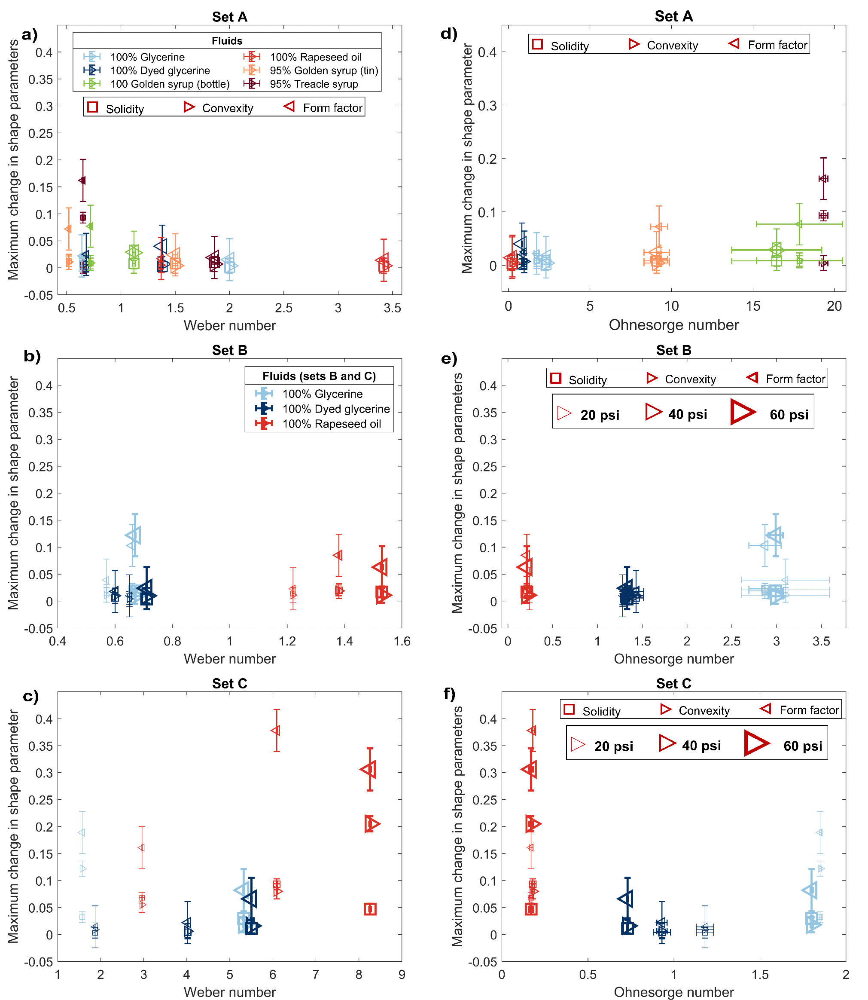 Set A
a)
Maximum change in shape parameters
Fluids
100% Glycerine
100% Rapeseed oil
100% Dyed glycerine
95% Golden syrup (tin)
100 Golden syrup (bottle)
95% Treacle syrup
Solidity
Convexity
Form factor
0.4
0.35
0.3
0.25
0.2
0.15
0.1
0.05
0
-0.05
0.5
1
1.5
2
2.5
3
3.5
Weber number
Set A
d)
Maximum change in shape parameter
Solidity
Convexity
Form factor
0.4
0.3
0.2
0.1
0
0
5
10
15
20
Ohnesorge number
Set B
b)
Maximum change in shape parameter
Fluids (sets B and C)
100% Glycerine
100% Dyed glycerine
100% Rapeseed oil
0.4
0.35
0.3
0.25
0.2
0.15
0.1
0.05
0
-0.05
0.4
0.6
0.8
1
1.2
1.4
1.6
Weber number
Set B
e)
Maximum change in shape parameters
Solidity
Convexity
Form factor
20 psi
40 psi
60 psi
0.4
0.35
0.3
0.25
0.2
0.15
0.1
0.05
0
-0.05
0
0.5
1
1.5
2
2.5
3
3.5
Ohnesorge number
Set C
c)
Maximum change in shape parameter
0.4
0.35
0.3
0.25
0.2
0.15
0.1
0.05
0
-0.05
1
2
3
4
5
6
7
8
9
Weber number
Set C
f)
Maximum change in shape parameters
Solidity
Convexity
Form factor
20 psi
40 psi
60 psi
0.4
0.35
0.3
0.25
0.2
0.15
0.1
0.05
0
-0.05
0
0.5
1
1.5
2
Ohnesorge number